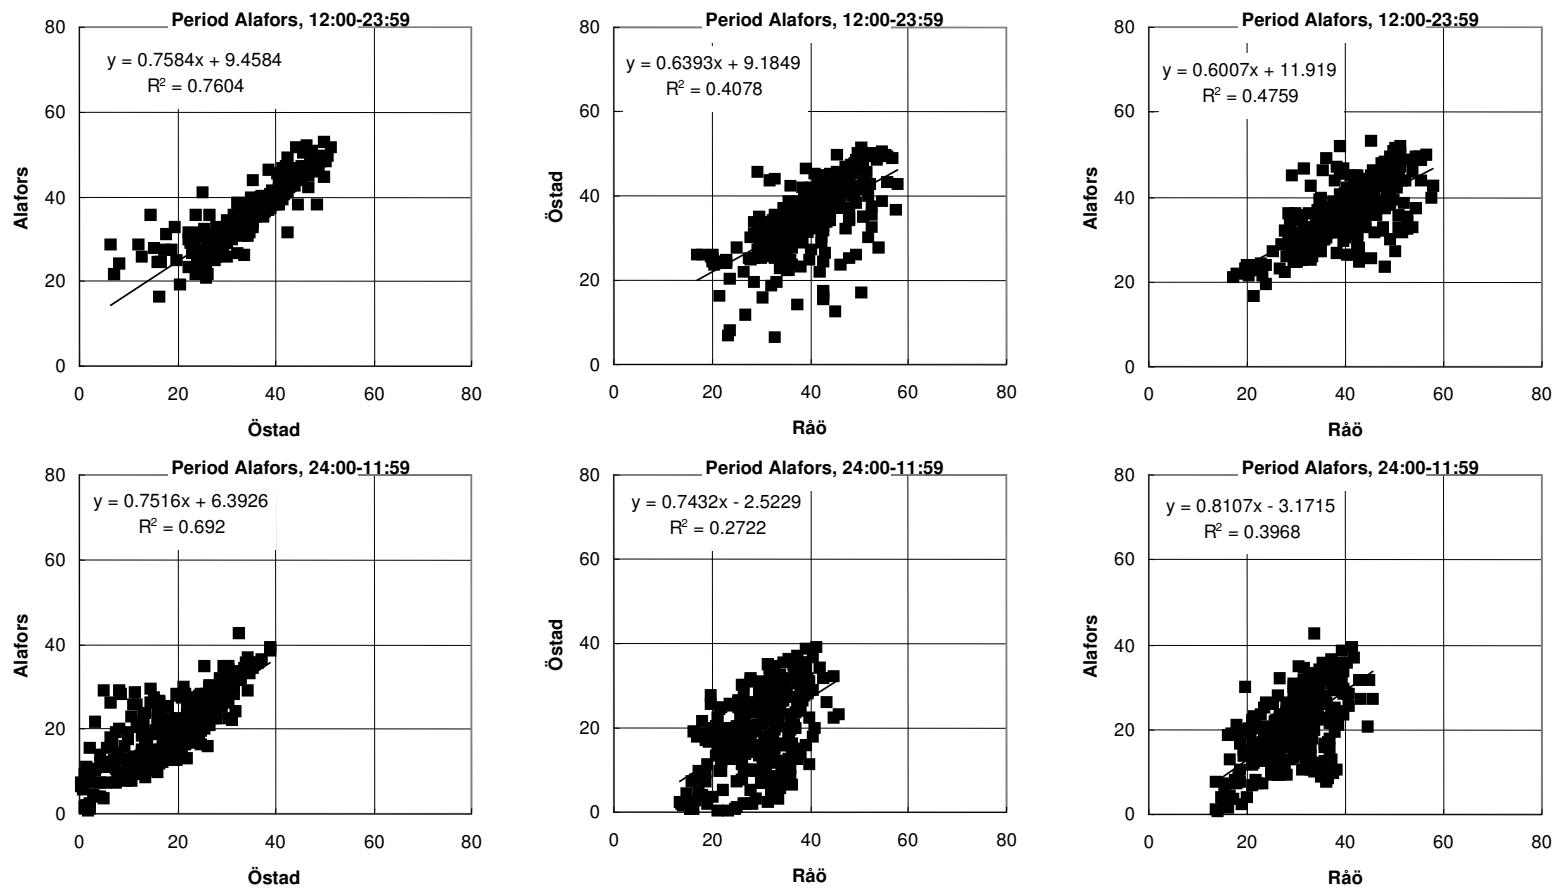 Period Alafors, 12:00-23:59
y = 0.7584x + 9.4584
R² = 0.7604
80
60
40
20
0
0 20 40 60 80
Alafors
Östad
Period Alafors, 12:00-23:59
y = 0.6393x + 9.1849
R² = 0.4078
80
60
40
20
0
0 20 40 60 80
Östad
Råö
Period Alafors, 12:00-23:59
y = 0.6007x + 11.919
R² = 0.4759
80
60
40
20
0
0 20 40 60 80
Alafors
Råö
Period Alafors, 24:00-11:59
y = 0.7516x + 6.3926
R² = 0.692
80
60
40
20
0
0 20 40 60 80
Alafors
Östad
Period Alafors, 24:00-11:59
y = 0.7432x - 2.5229
R² = 0.2722
80
60
40
20
0
0 20 40 60 80
Östad
Råö
Period Alafors, 24:00-11:59
y = 0.8107x - 3.1715
R² = 0.3968
80
60
40
20
0
0 20 40 60 80
Alafors
Råö